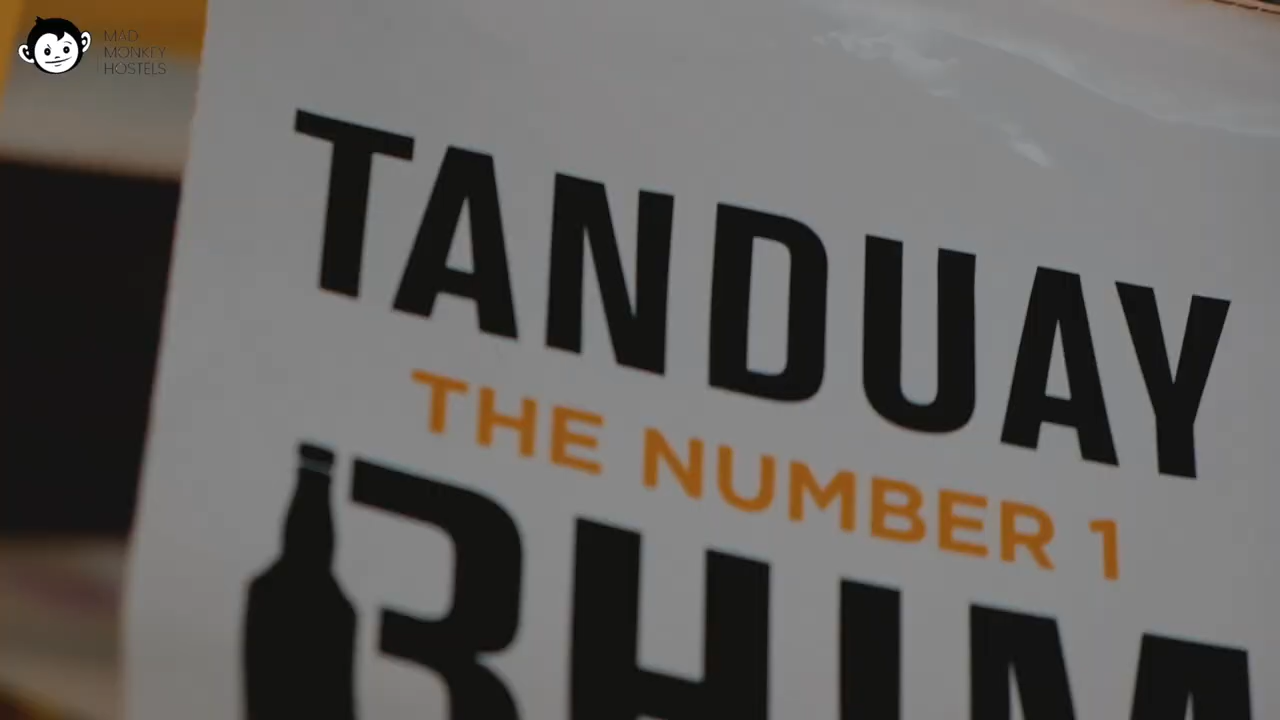 MAD
MONKEY
HOSTELS
TANDUAY
THE NUMBER 1
RHUM